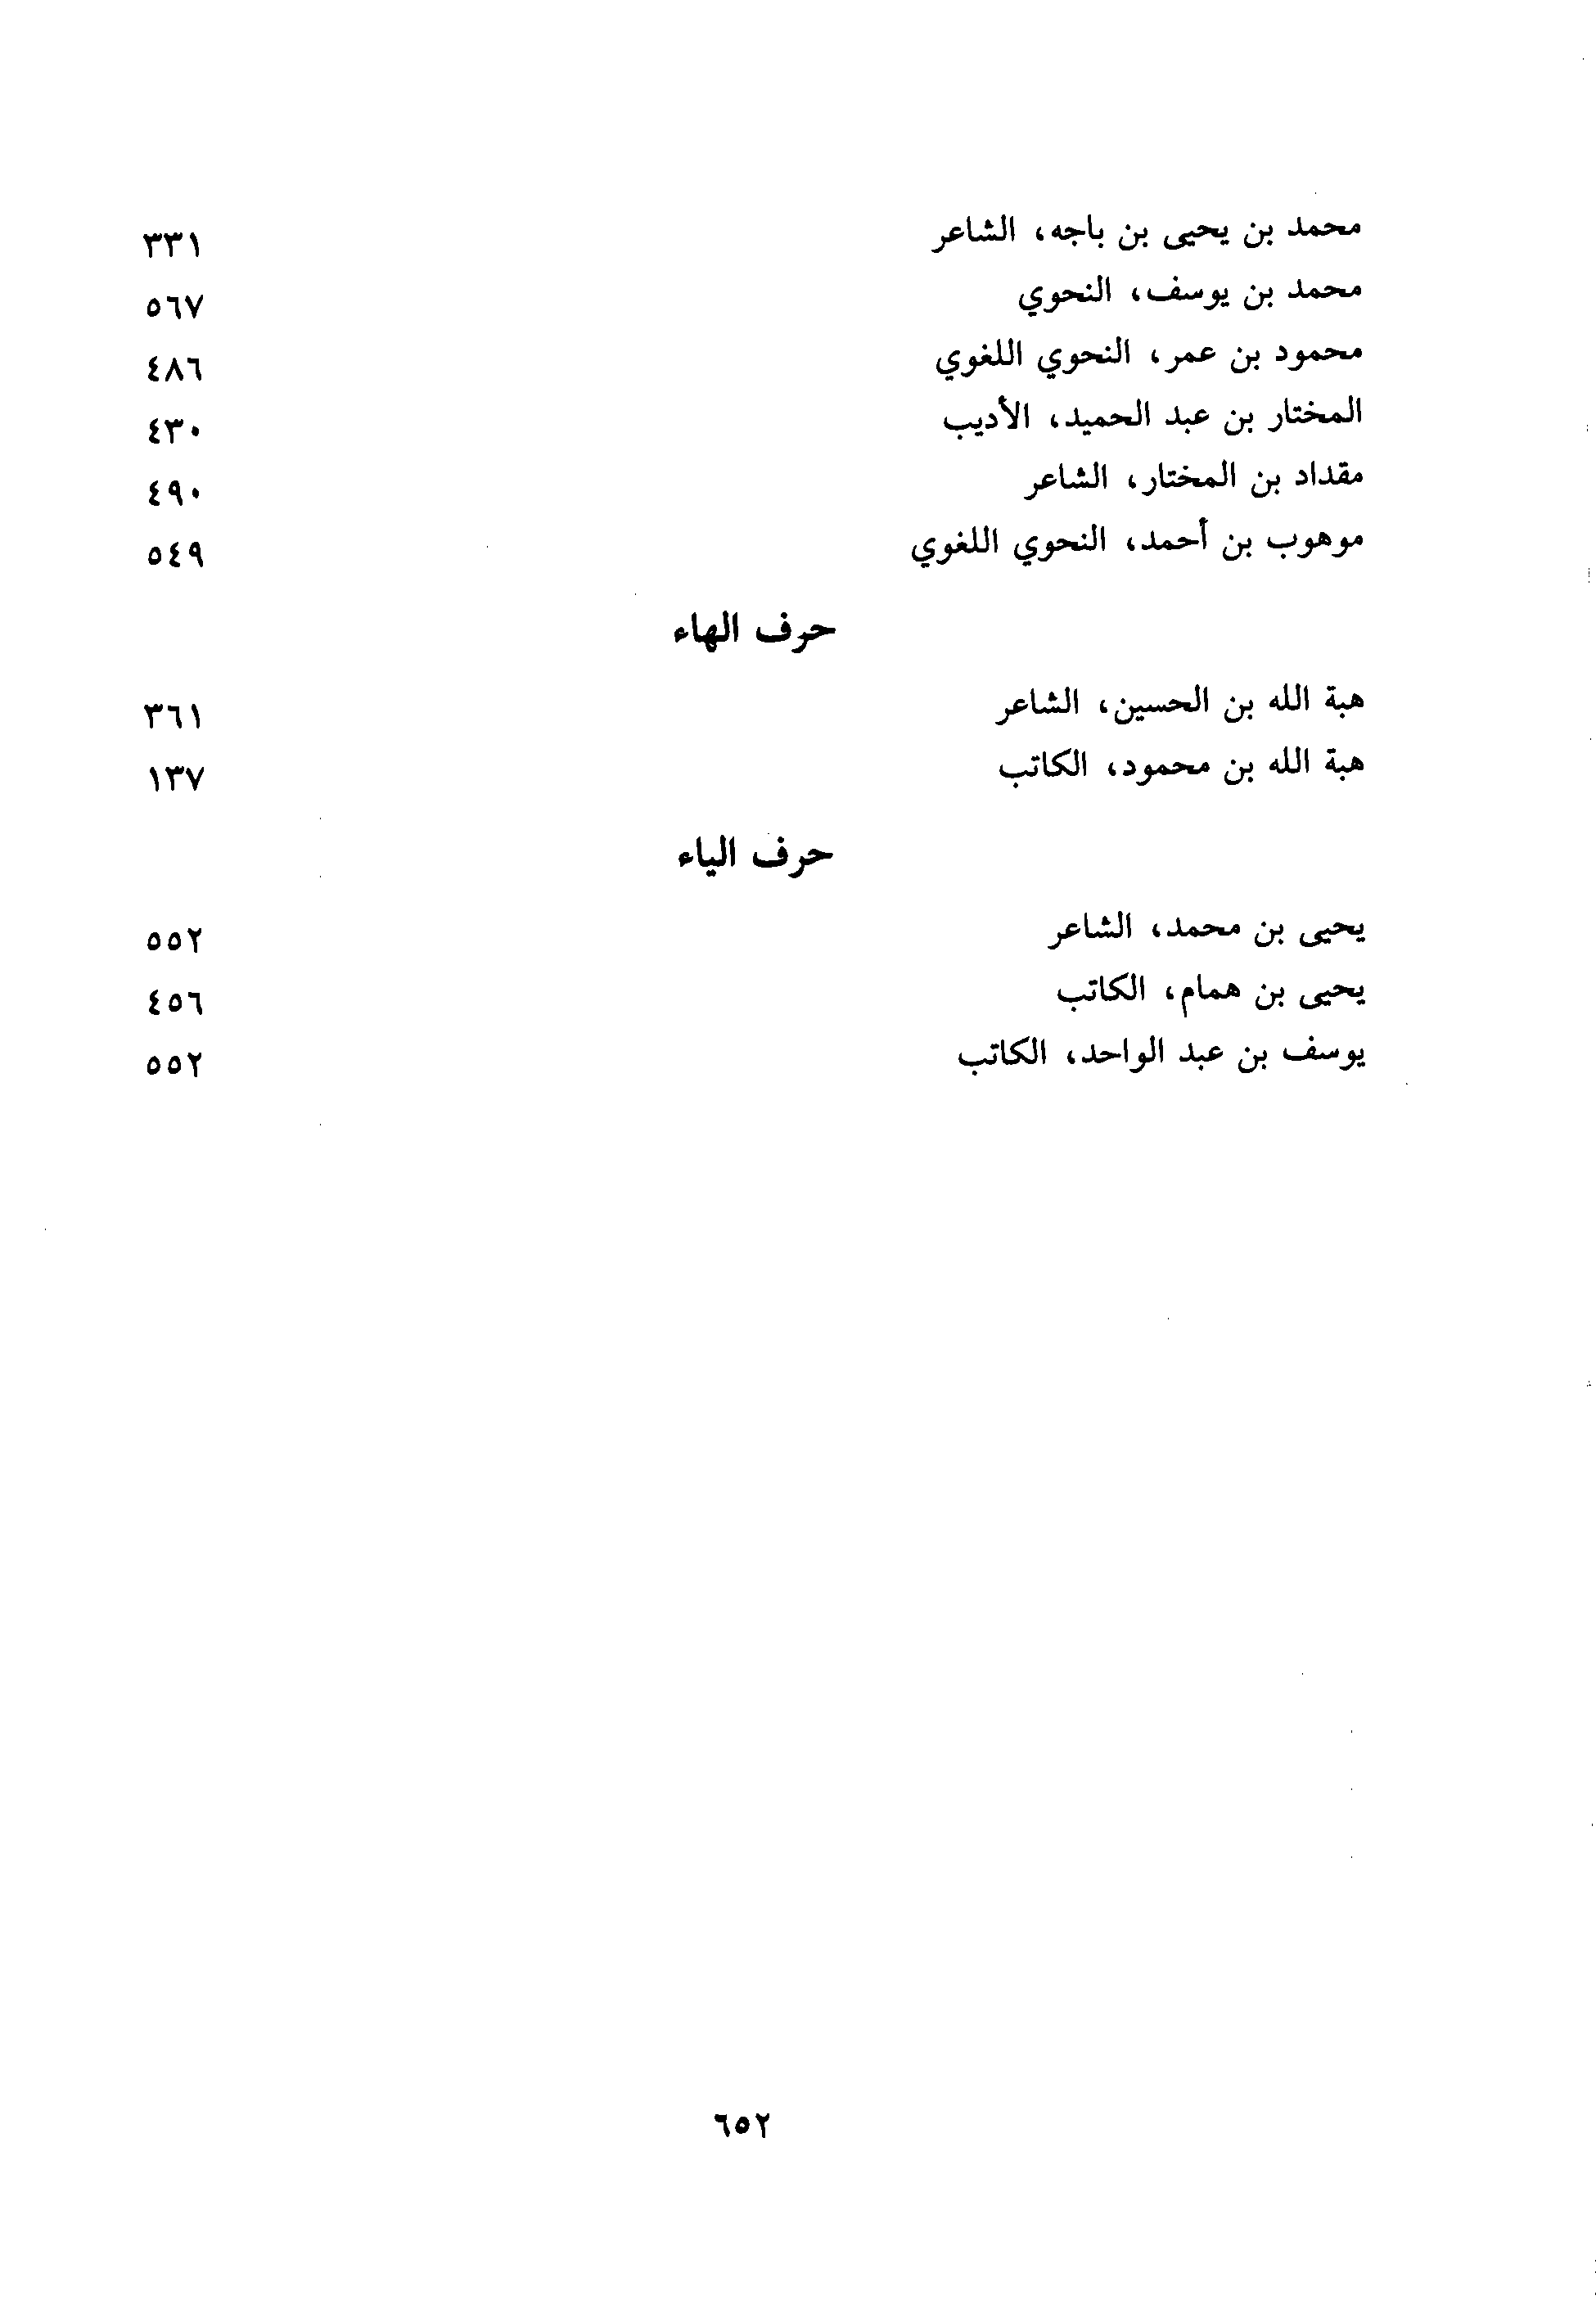 محمد بن يحيى بن باجه، الشاعر ٣٣١
محمد بن يوسف، النحوي ٥٦٧
محمود بن عمر، النحوي اللغوي ٤٨٦
المختار بن عبد الحميد، الأديب ٤٣٠
مقداد بن المختار، الشاعر ٤٩٠
موهوب بن أحمد، النحوي اللغوي ٥٤٩
حرف الهاء
هبة الله بن الحسين، الشاعر ٣٦١
هبة الله بن محمود، الكاتب ١٣٧
حرف الياء
يحيى بن محمد، الشاعر ٥٥٢
يحيى بن همام، الكاتب ٤٥٦
يوسف بن عبد الواحد، الكاتب ٥٥٢
٦٥٢